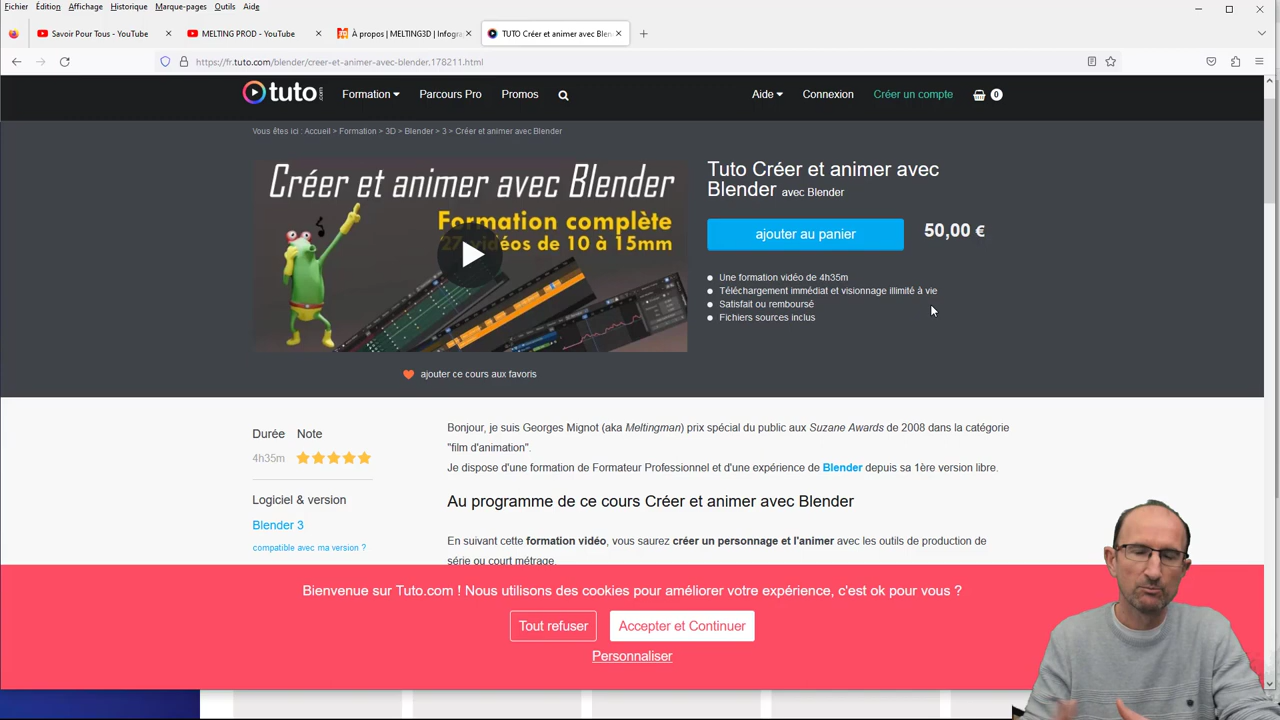 Fichier Édition Affichage Historique Marque-pages Outils Aide
Savoir Pour Tous - YouTube
MELTING PROD - YouTube
À propos | MELTING3D | Infogra
TUTO Créer et animer avec Blen
https://fr.tuto.com/blender/creer-et-animer-avec-blender.178211.html
tuto.com
Formation
Parcours Pro
Promos
Aide
Connexion
Créer un compte
0
Vous êtes ici : Accueil > Formation > 3D > Blender > 3 > Créer et animer avec Blender
Créer et animer avec Blender
Formation complète
27 vidéos de 10 à 15mm
Tuto Créer et animer avec
Blender avec Blender
ajouter au panier
50,00 €
Une formation vidéo de 4h35m
Téléchargement immédiat et visionnage illimité à vie
Satisfait ou remboursé
Fichiers sources inclus
ajouter ce cours aux favoris
Durée Note
4h35m
Logiciel & version
Blender 3
compatible avec ma version ?
Bonjour, je suis Georges Mignot (aka Meltingman) prix spécial du public aux Suzane Awards de 2008 dans la catégorie
"film d'animation".
Je dispose d'une formation de Formateur Professionnel et d'une expérience de Blender depuis sa 1ère version libre.
Au programme de ce cours Créer et animer avec Blender
En suivant cette formation vidéo, vous saurez créer un personnage et l'animer avec les outils de production de
série ou court métrage.
Bienvenue sur Tuto.com ! Nous utilisons des cookies pour améliorer votre expérience, c'est ok pour vous ?
Tout refuser
Accepter et Continuer
Personnaliser